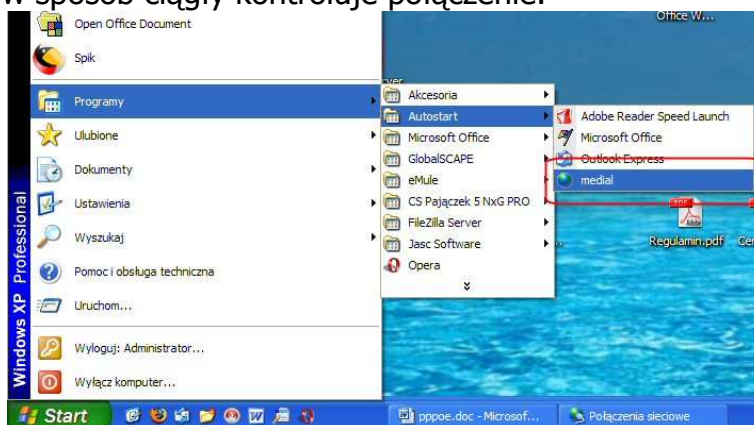 w sposób ciągły kontroluje połączenie.
Office W...
Open Office Document
Spik
Programy
Ulubione
Dokumenty
Ustawienia
Wyszukaj
Pomoc i obsługa techniczna
Uruchom...
Wyloguj: Administrator...
Wyłącz komputer...
Windows XP Professional
Akcesoria
Autostart
Microsoft Office
GlobalSCAPE
eMule
CS Pajączek 5 NxG PRO
FileZilla Server
Jasc Software
Opera
Adobe Reader Speed Launch
Microsoft Office
Outlook Express
medial
PDF
Adobe
Regulamin.pdf
Start
pppoe.doc - Microsof...
Połączenia sieciowe